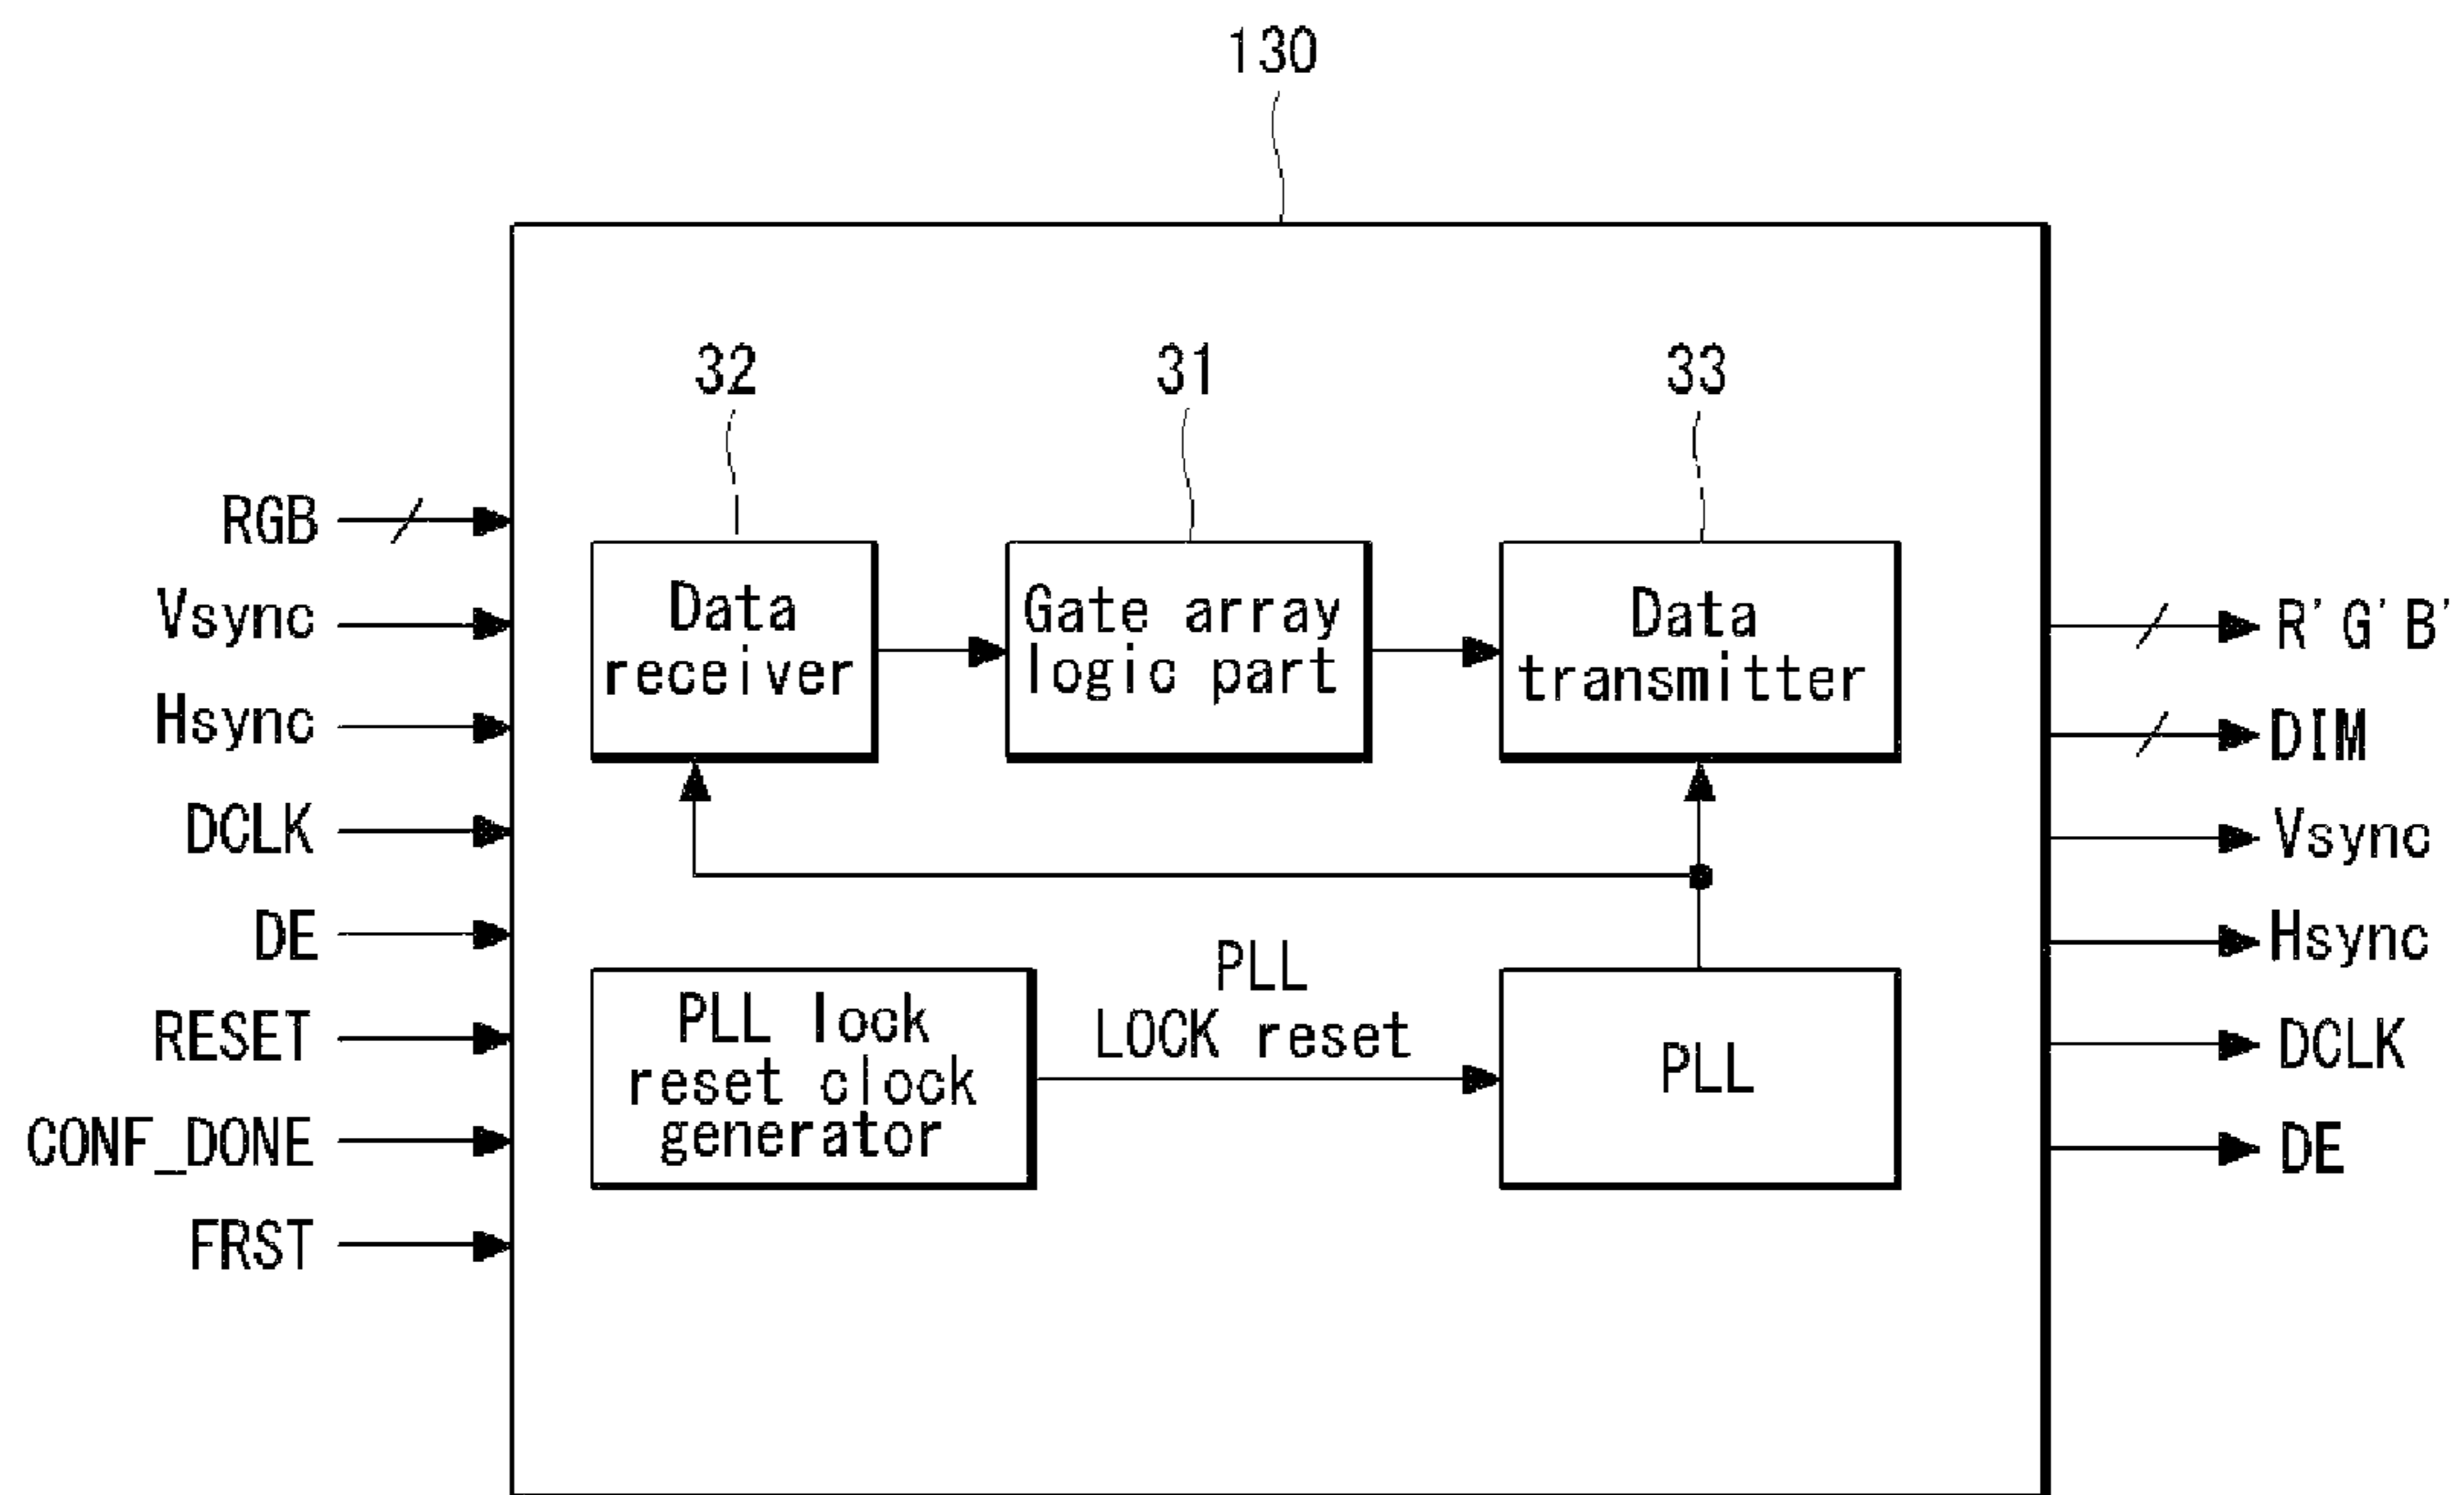 130
32
31
33
RGB
Vsync
Hsync
DCLK
DE
RESET
CONF_DONE
FRST
Data
receiver
Gate array
logic part
Data
transmitter
PLL lock
reset clock
generator
PLL
LOCK reset
PLL
R'G'B'
DIM
Vsync
Hsync
DCLK
DE